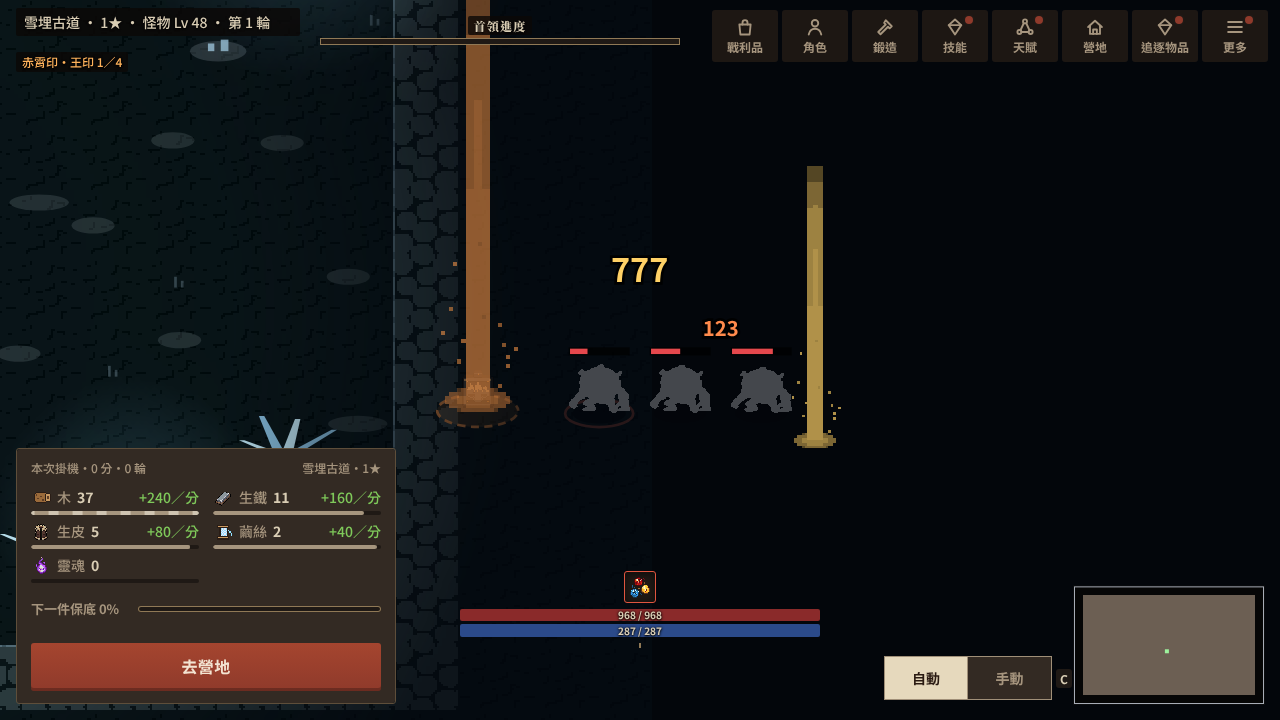 雪埋古道 · 1★ · 怪物 Lv 48 · 第 1 輪
首領進度
赤霄印·王印 1／4
戰利品
角色
鍛造
技能
天賦
營地
追逐物品
更多
777
123
本次掛機·0 分·0 輪
雪埋古道·1★
木 37 +240／分
生鐵 11 +160／分
生皮 5 +80／分
繭絲 2 +40／分
靈魂 0
下一件保底 0%
去營地
968 / 968
287 / 287
自動
手動
C